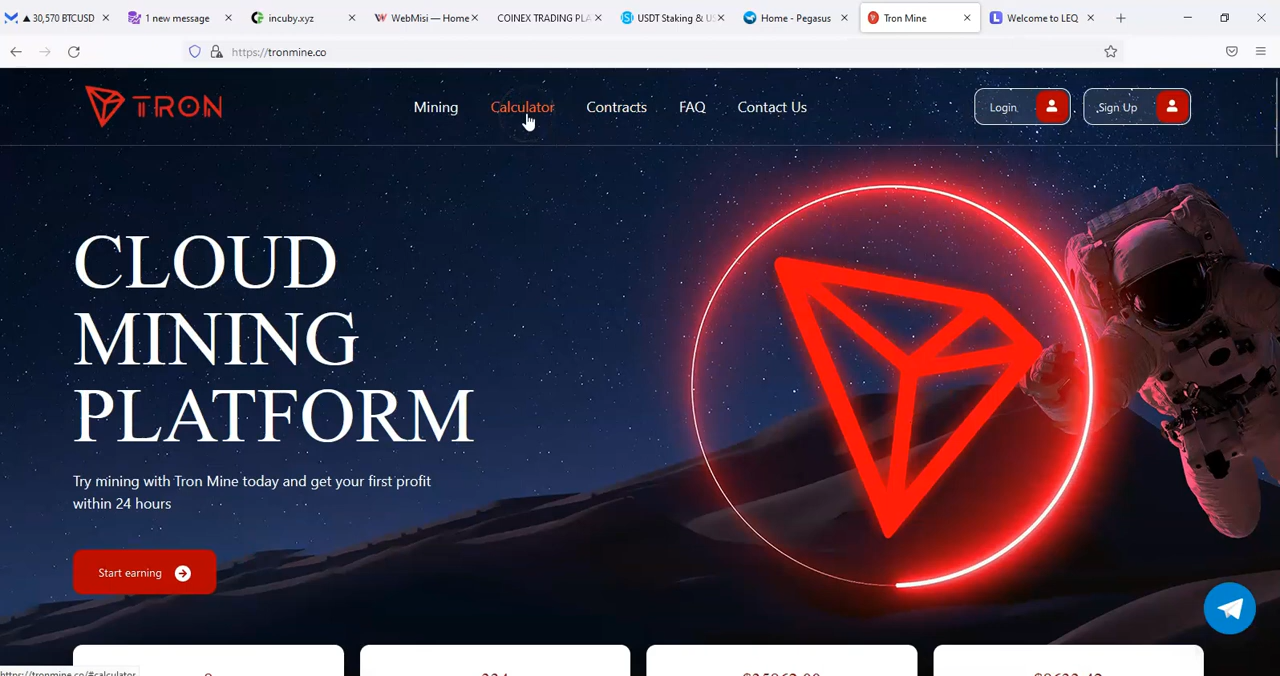 30,570 BTCUSD
1 new message
incuby.xyz
WebMisi — Home
COINEX TRADING PLA
USDT Staking & U
Home - Pegasus
Tron Mine
Welcome to LEQ
https://tronmine.co
TRON
Mining
Calculator
Contracts
FAQ
Contact Us
Login
Sign Up
CLOUD
MINING
PLATFORM
Try mining with Tron Mine today and get your first profit
within 24 hours
Start earning
https://tronmine.co/#calculator